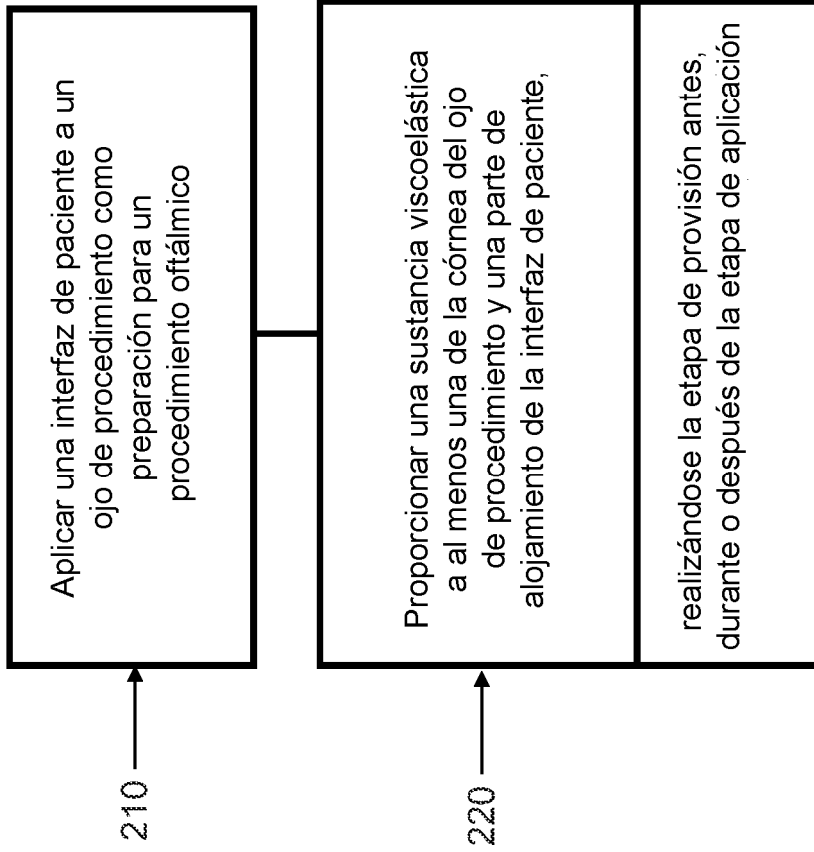 210
Aplicar una interfaz de paciente a un
ojo de procedimiento como
preparación para un
procedimiento oftálmico
220
Proporcionar una sustancia viscoelástica
a al menos una de la córnea del ojo
de procedimiento y una parte de
alojamiento de la interfaz de paciente,
realizándose la etapa de provisión antes,
durante o después de la etapa de aplicación